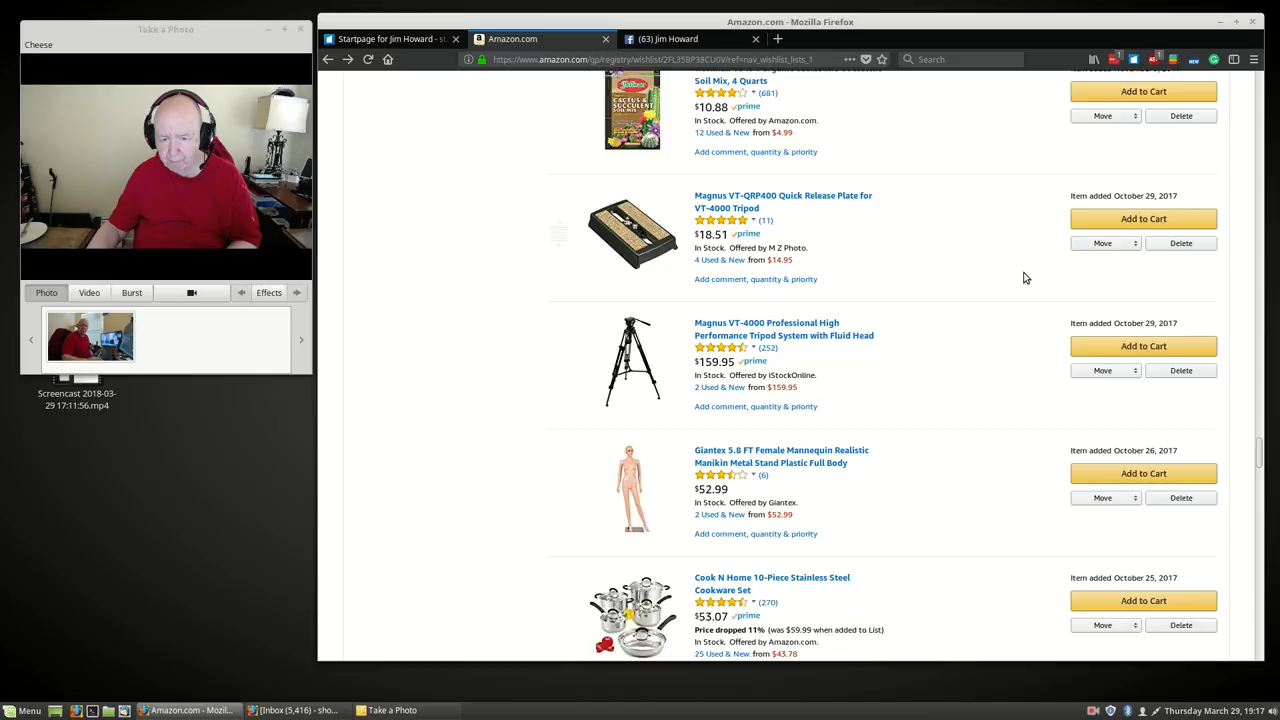 Take a Photo
Cheese
Photo
Video
Burst
Effects
Screencast 2018-03-
29 17:11:56.mp4
Amazon.com - Mozilla Firefox
Startpage for Jim Howard - st
Amazon.com
(63) Jim Howard
https://www.amazon.com/gp/registry/wishlist/2FL35BP38CU0V/ref=nav_wishlist_lists_1
Search
Soil Mix, 4 Quarts
(681)
$10.88 prime
In Stock. Offered by Amazon.com.
12 Used & New from $4.99
Add comment, quantity & priority
Add to Cart
Move
Delete
CACTUS &
SUCCULENT
SOIL MIX
Magnus VT-QRP400 Quick Release Plate for
VT-4000 Tripod
(11)
$18.51 prime
In Stock. Offered by M Z Photo.
4 Used & New from $14.95
Add comment, quantity & priority
Item added October 29, 2017
Add to Cart
Move
Delete
Magnus VT-4000 Professional High
Performance Tripod System with Fluid Head
(252)
$159.95 prime
In Stock. Offered by iStockOnline.
2 Used & New from $159.95
Add comment, quantity & priority
Item added October 29, 2017
Add to Cart
Move
Delete
Giantex 5.8 FT Female Mannequin Realistic
Manikin Metal Stand Plastic Full Body
(6)
$52.99
In Stock. Offered by Giantex.
2 Used & New from $52.99
Add comment, quantity & priority
Item added October 26, 2017
Add to Cart
Move
Delete
Cook N Home 10-Piece Stainless Steel
Cookware Set
(270)
$53.07 prime
Price dropped 11% (was $59.99 when added to List)
In Stock. Offered by Amazon.com.
25 Used & New from $43.78
Item added October 25, 2017
Add to Cart
Move
Delete
Menu
Amazon.com - Mozil...
[Inbox (5,416) - sho...
Take a Photo
Thursday March 29, 19:17